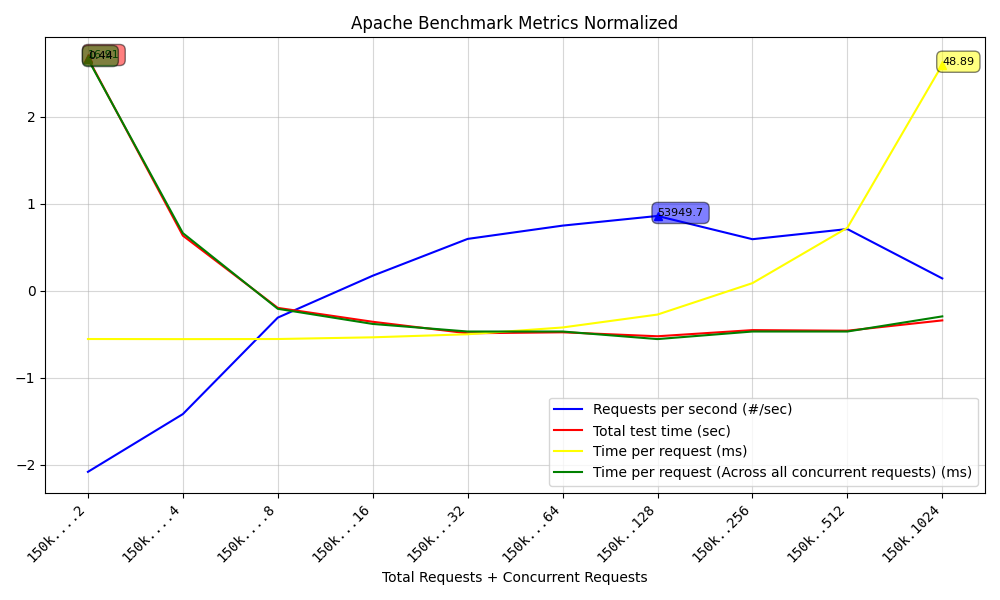 Apache Benchmark Metrics Normalized
0.44
48.89
53949.7
2
1
0
−1
−2
Requests per second (#/sec)
Total test time (sec)
Time per request (ms)
Time per request (Across all concurrent requests) (ms)
150k....2
150k....4
150k....8
150k...16
150k...32
150k...64
150k..128
150k..256
150k..512
150k.1024
Total Requests + Concurrent Requests